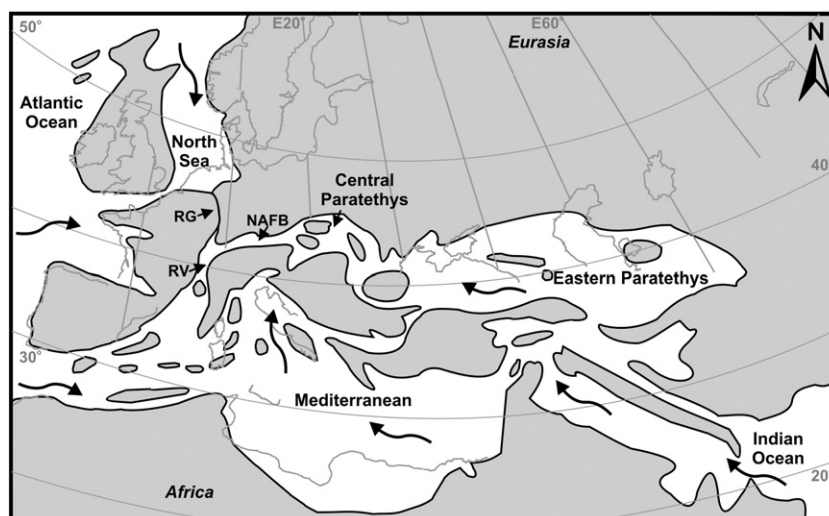 50°
E20°
E60°
Eurasia
N
Atlantic
Ocean
North
Sea
40°
Central
Paratethys
RG
NAFB
RV
Eastern Paratethys
30°
Mediterranean
Indian
Ocean
Africa
20°